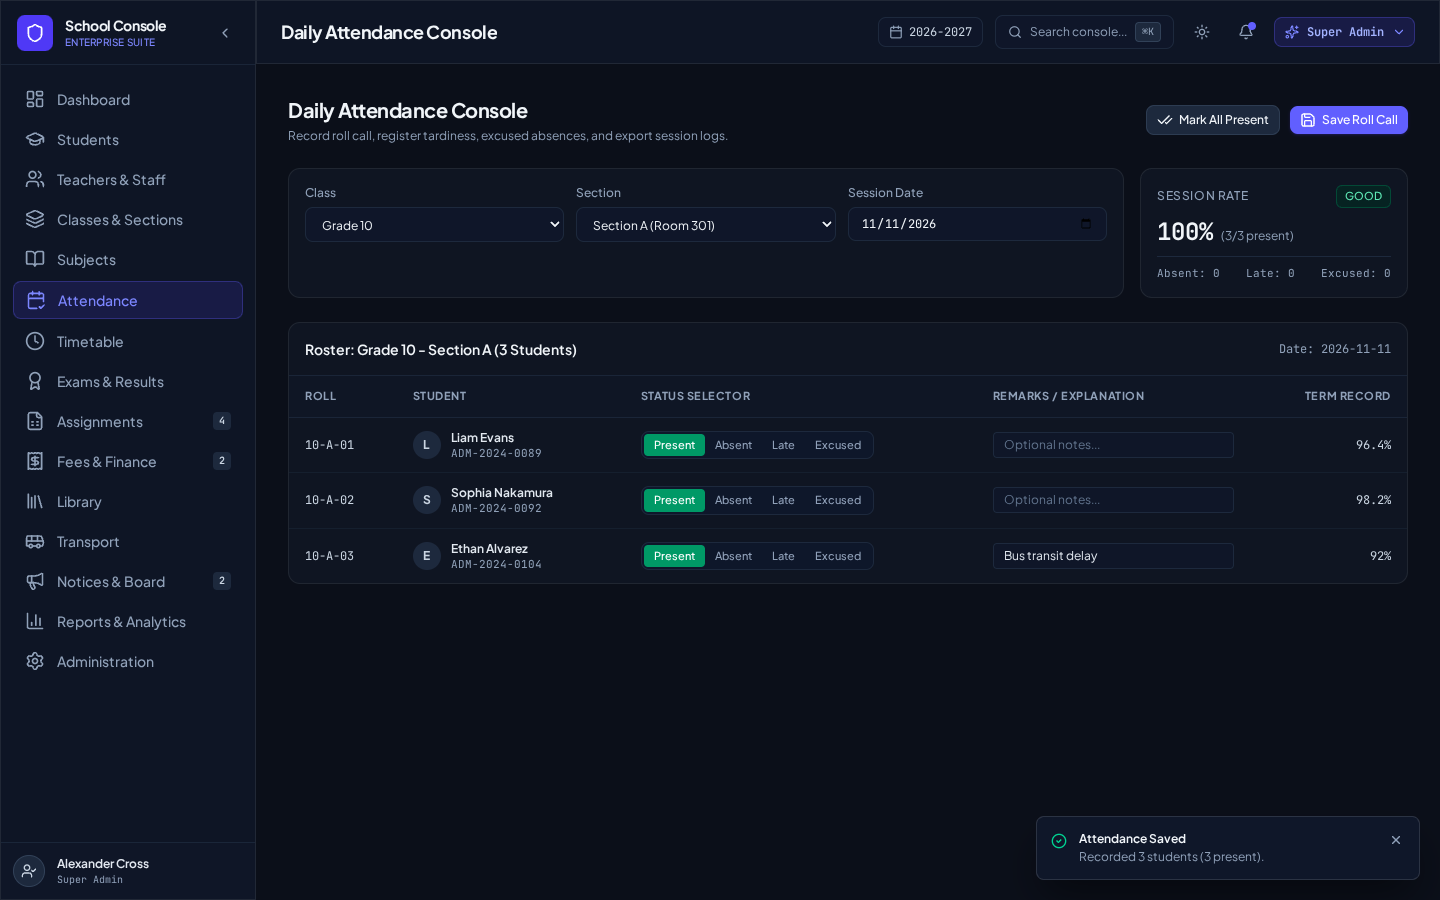 School Console
ENTERPRISE SUITE
Dashboard
Students
Teachers & Staff
Classes & Sections
Subjects
Attendance
Timetable
Exams & Results
Assignments 4
Fees & Finance 2
Library
Transport
Notices & Board 2
Reports & Analytics
Administration
Alexander Cross
Super Admin
Daily Attendance Console
2026-2027
Search console... ⌘K
Super Admin
Daily Attendance Console
Record roll call, register tardiness, excused absences, and export session logs.
Mark All Present
Save Roll Call
Class Section Session Date
Grade 10 Section A (Room 301) 11/11/2026
SESSION RATE GOOD
100% (3/3 present)
Absent: 0 Late: 0 Excused: 0
Roster: Grade 10 - Section A (3 Students) Date: 2026-11-11
ROLL STUDENT STATUS SELECTOR REMARKS / EXPLANATION TERM RECORD
10-A-01 Liam Evans Present Absent Late Excused Optional notes... 96.4%
ADM-2024-0089
10-A-02 Sophia Nakamura Present Absent Late Excused Optional notes... 98.2%
ADM-2024-0092
10-A-03 Ethan Alvarez Present Absent Late Excused Bus transit delay 92%
ADM-2024-0104
Attendance Saved
Recorded 3 students (3 present).